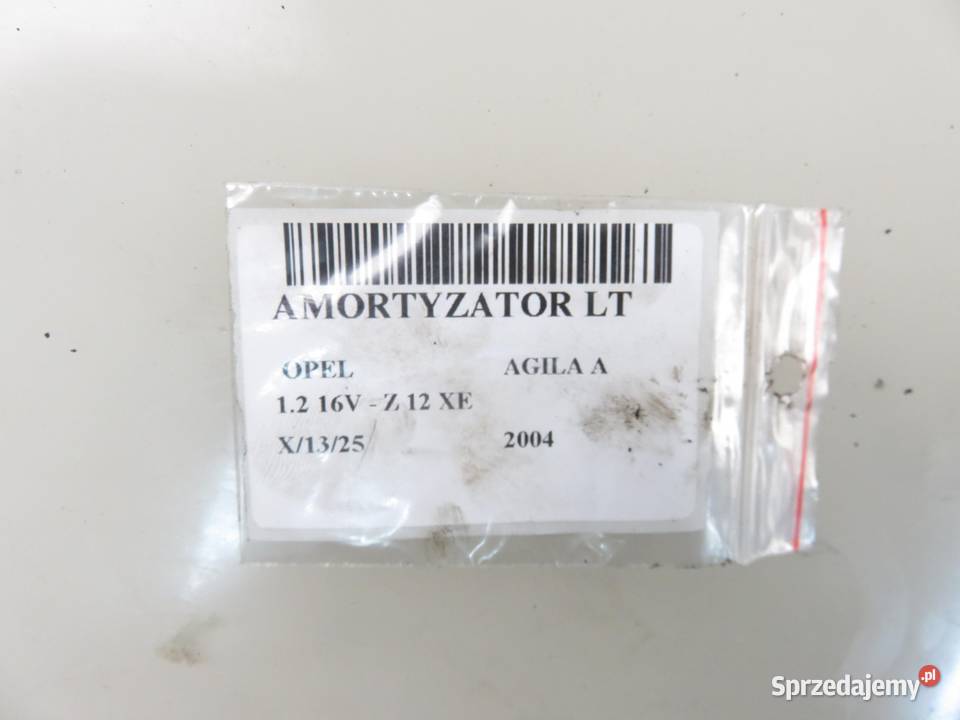 AMORTYZATOR LT
OPEL AGILA A
1.2 16V - Z 12 XE
X/13/25 2004
Sprzedajemy.pl